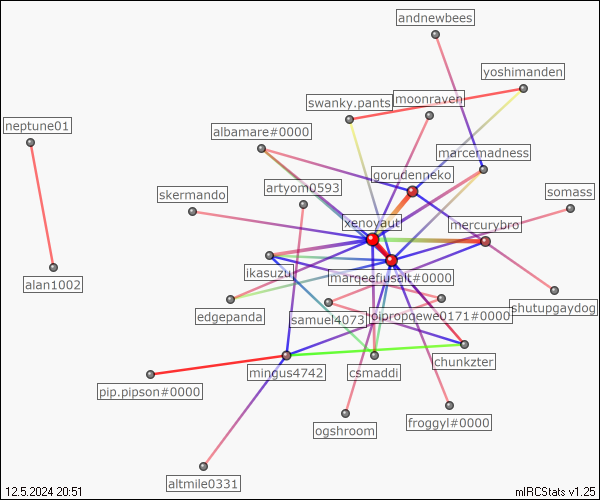 andnewbees
yoshimanden
swanky.pants
moonraven
neptune01
albamare#0000
marcemadness
gorudenneko
skermando
artyom0593
somass
xenoyaut
mercurybro
ikasuzu
marqeefiusalt#0000
alan1002
edgepanda
samuel4073
oipropqewe0171#0000
shutupgaydog
mingus4742
csmaddi
chunkzter
pip.pipson#0000
ogshroom
froggyl#0000
altmile0331
12.5.2024 20:51
mIRCStats v1.25